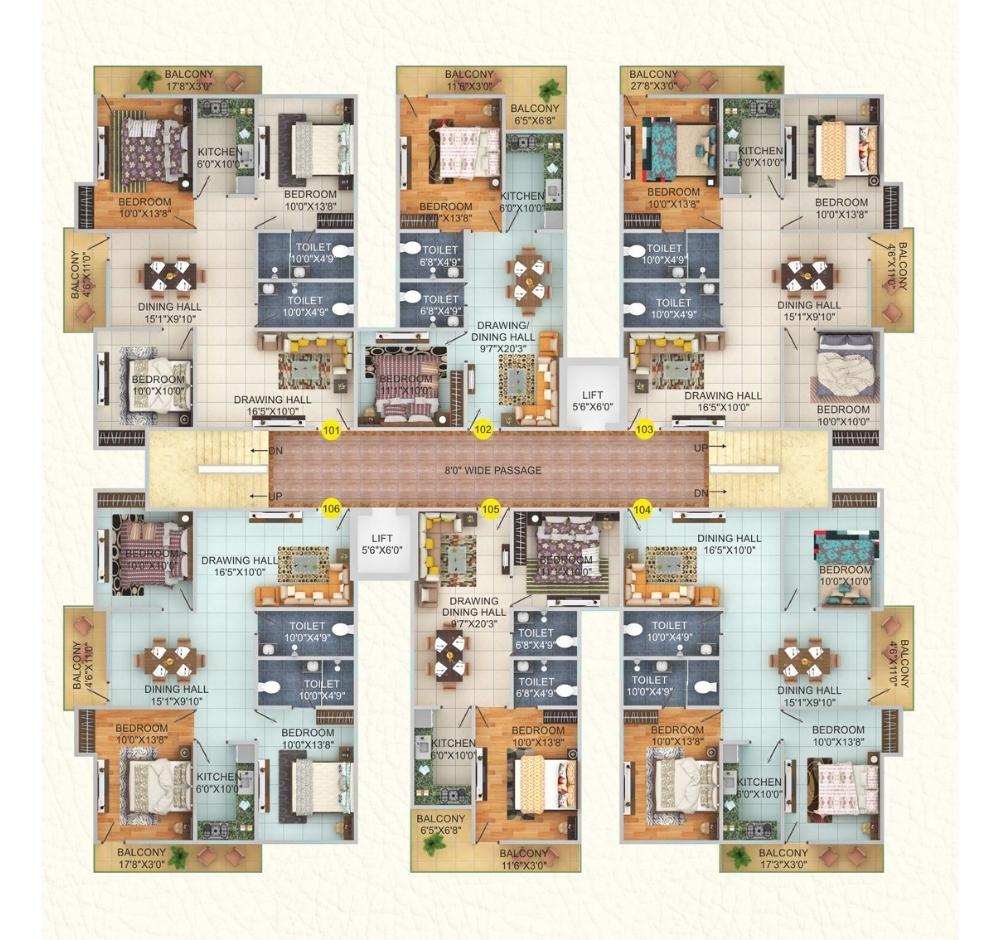 BALCONY
17'8"X3'0"
KITCHEN
6'0"X10'0"
BEDROOM
10'0"X13'8"
BEDROOM
10'0"X13'8"
BALCONY
4'6"X11'0"
TOILET
10'0"X4'9"
TOILET
10'0"X4'9"
DINING HALL
15'1"X9'10"
BEDROOM
10'0"X10'0"
DRAWING HALL
16'5"X10'0"
101
BALCONY
11'6"X3'0"
BALCONY
6'5"X6'8"
KITCHEN
6'0"X10'0"
BEDROOM
X13'8"
TOILET
6'8"X4'9"
TOILET
6'8"X4'9"
DRAWING/
DINING HALL
9'7"X20'3"
BEDROOM
11'1"X10'0"
102
LIFT
5'6"X6'0"
BALCONY
27'8"X3'0"
KITCHEN
6'0"X10'0"
BEDROOM
10'0"X13'8"
BEDROOM
10'0"X13'8"
BALCONY
4'6"X11'0"
TOILET
10'0"X4'9"
TOILET
10'0"X4'9"
DINING HALL
15'1"X9'10"
DRAWING HALL
16'5"X10'0"
BEDROOM
10'0"X10'0"
103
DN
UP
8'0" WIDE PASSAGE
UP
DN
106
BEDROOM
10'0"X10'0"
DRAWING HALL
16'5"X10'0"
LIFT
5'6"X6'0"
TOILET
10'0"X4'9"
TOILET
10'0"X4'9"
BALCONY
4'6"X11'0"
DINING HALL
15'1"X9'10"
BEDROOM
10'0"X13'8"
BEDROOM
10'0"X13'8"
KITCHEN
6'0"X10'0"
BALCONY
17'8"X3'0"
105
BEDROOM
DRAWING
DINING HALL
9'7"X20'3"
TOILET
6'8"X4'9"
TOILET
6'8"X4'9"
KITCHEN
6'0"X10'0"
BEDROOM
10'0"X13'8"
BALCONY
6'5"X6'8"
BALCONY
11'6"X3'0"
104
DINING HALL
16'5"X10'0"
BEDROOM
10'0"X10'0"
TOILET
10'0"X4'9"
TOILET
10'0"X4'9"
BALCONY
4'6"X11'0"
DINING HALL
15'1"X9'10"
BEDROOM
10'0"X13'8"
BEDROOM
10'0"X13'8"
KITCHEN
6'0"X10'0"
BALCONY
17'3"X3'0"